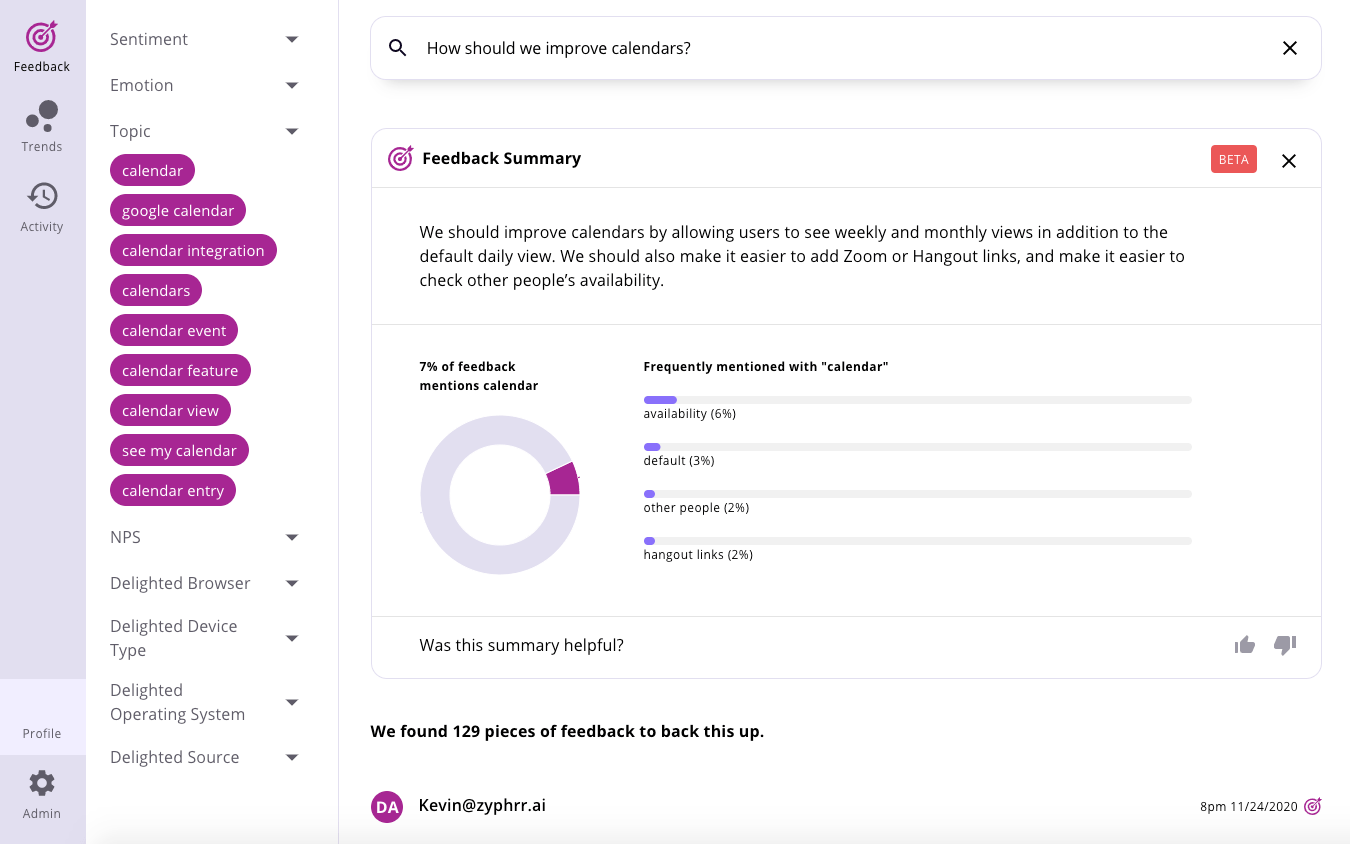 Feedback
Trends
Activity
Profile
Admin
Sentiment
Emotion
Topic
calendar
google calendar
calendar integration
calendars
calendar event
calendar feature
calendar view
see my calendar
calendar entry
NPS
Delighted Browser
Delighted Device
Type
Delighted
Operating System
Delighted Source
How should we improve calendars?
Feedback Summary
BETA
We should improve calendars by allowing users to see weekly and monthly views in addition to the
default daily view. We should also make it easier to add Zoom or Hangout links, and make it easier to
check other people’s availability.
7% of feedback
mentions calendar
Frequently mentioned with "calendar"
availability (6%)
default (3%)
other people (2%)
hangout links (2%)
Was this summary helpful?
We found 129 pieces of feedback to back this up.
DA
Kevin@zyphrr.ai
8pm 11/24/2020